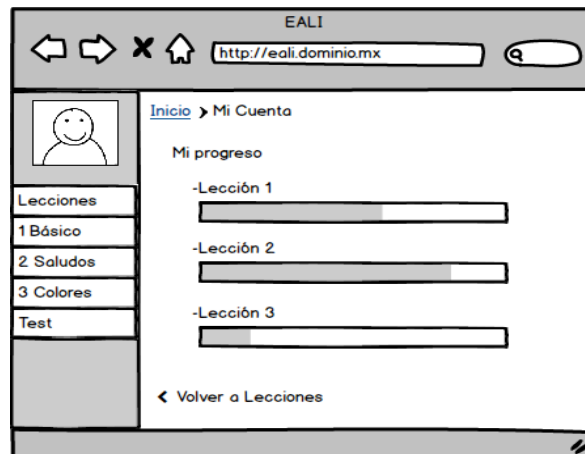 EALI
http://eali.dominio.mx
Inicio > Mi Cuenta
Mi progreso
-Lección 1
-Lección 2
-Lección 3
Lecciones
1 Básico
2 Saludos
3 Colores
Test
< Volver a Lecciones